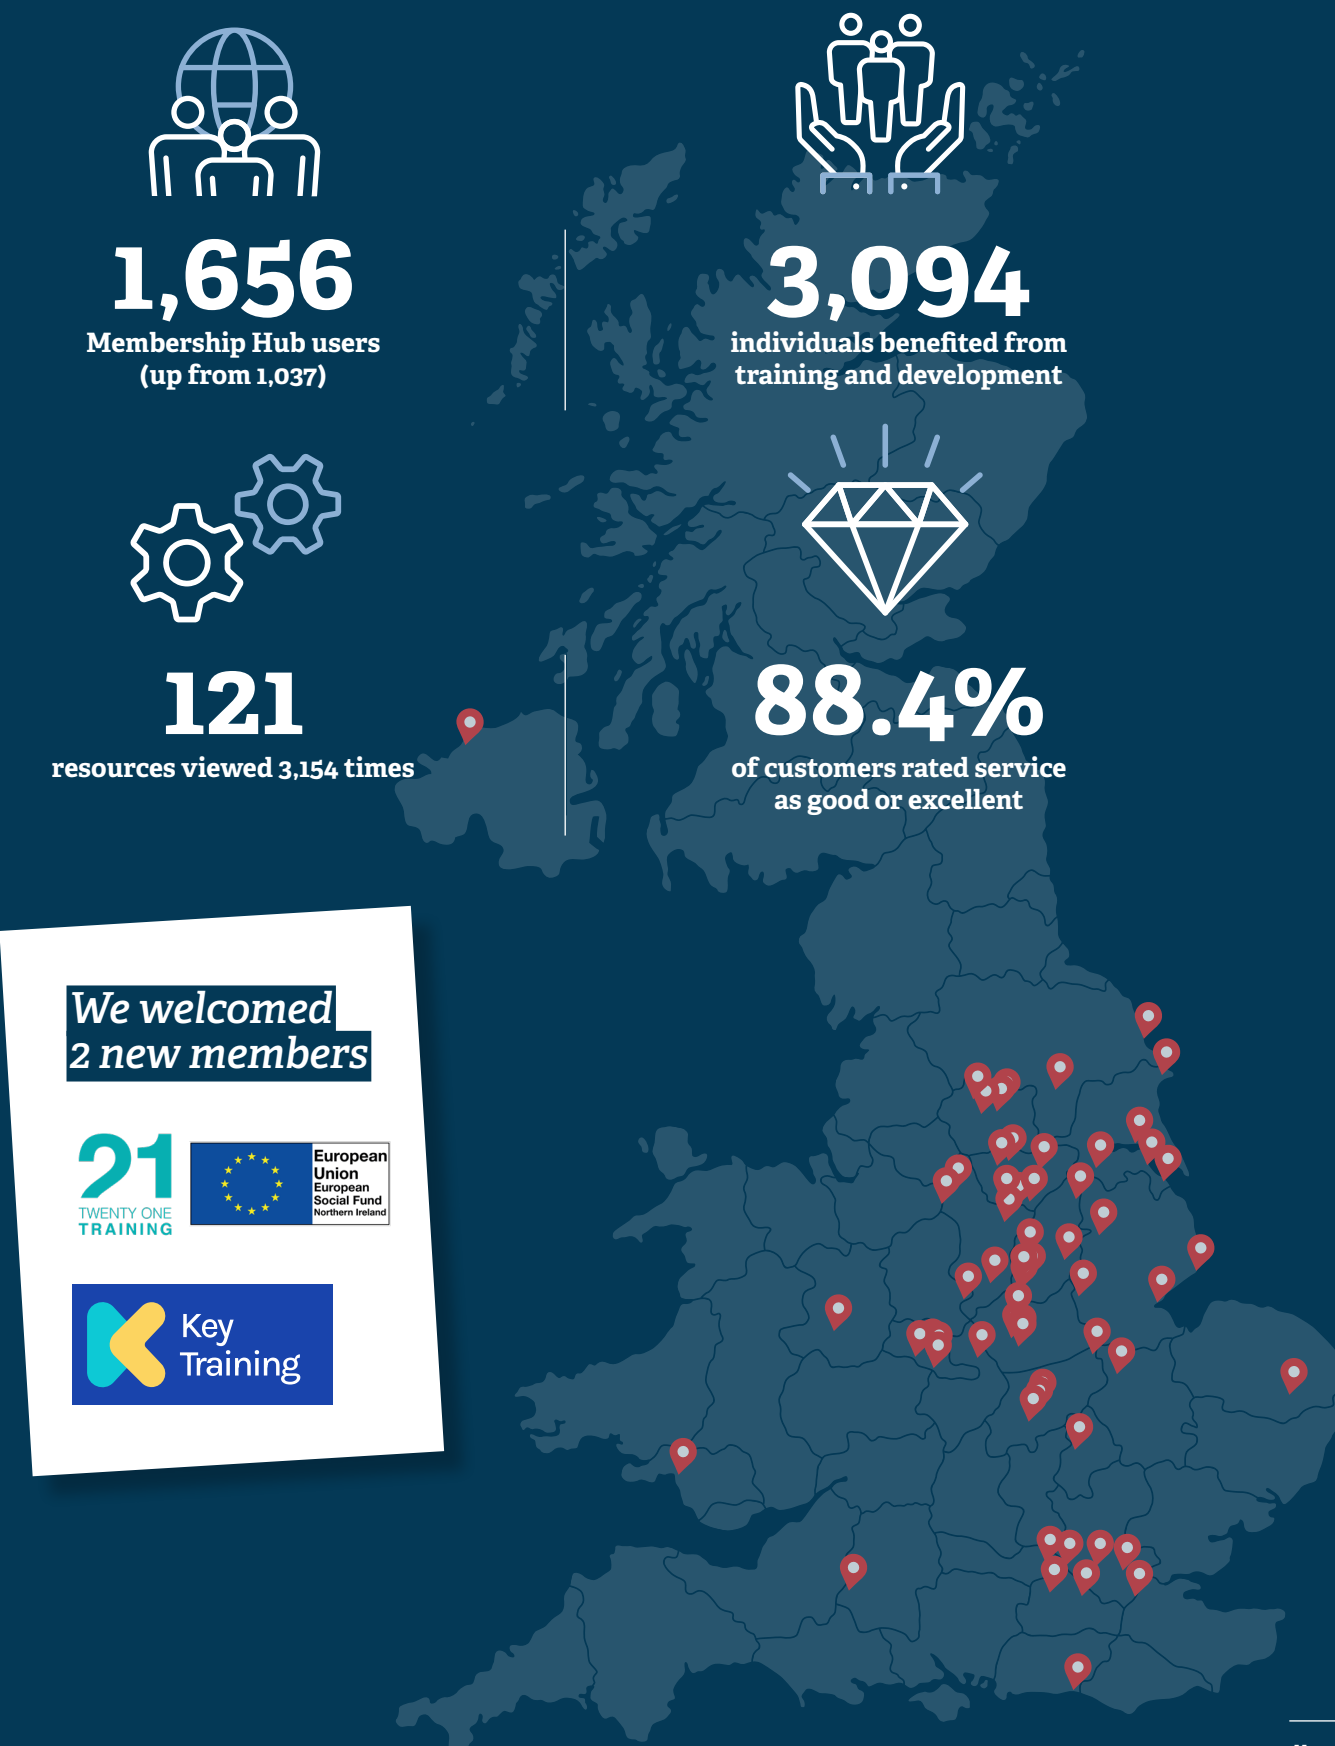 1,656
Membership Hub users
(up from 1,037)
3,094
individuals benefited from
training and development
121
resources viewed 3,154 times
88.4%
of customers rated service
as good or excellent
We welcomed
2 new members
21
TWENTY ONE
TRAINING
European
Union
European
Social Fund
Northern Ireland
Key
Training